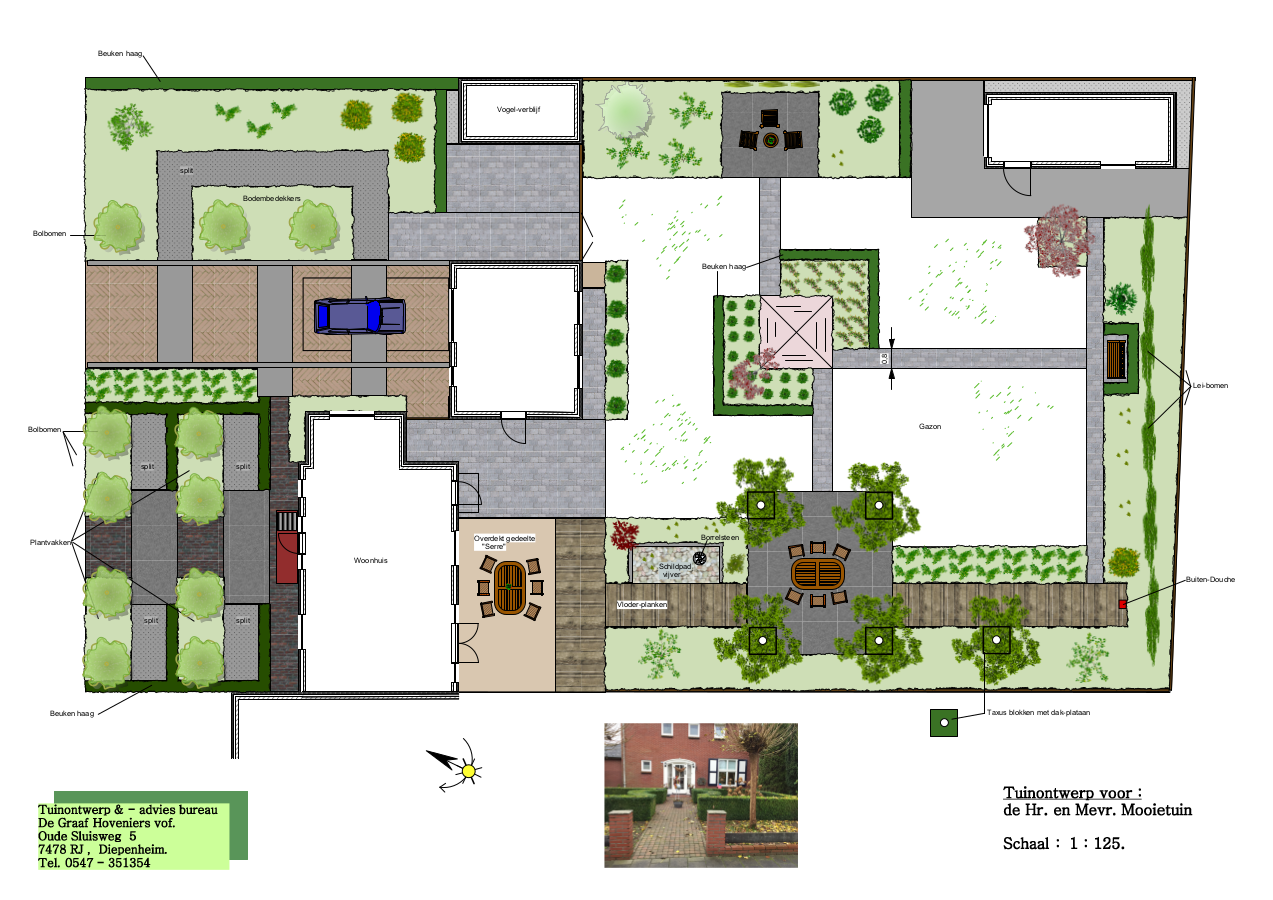 Beuken haag
Vogel-verblijf
split
Bodembedekkers
Bolbomen
Beuken haag
0.8
Lei-bomen
Bolbomen
Gazon
split
split
Plantvakken
Woonhuis
Overdekt gedeelte
"Serre"
Borrelsteen
Schildpad
vijver
Buiten-Douche
Vloder-planken
split
split
Beuken haag
Taxus blokken met dak-plataan
Tuinontwerp & - advies bureau
De Graaf Hoveniers vof.
Oude Sluisweg 5
7478 RJ , Diepenheim.
Tel. 0547 - 351354
Tuinontwerp voor :
de Hr. en Mevr. Mooietuin
Schaal : 1 : 125.